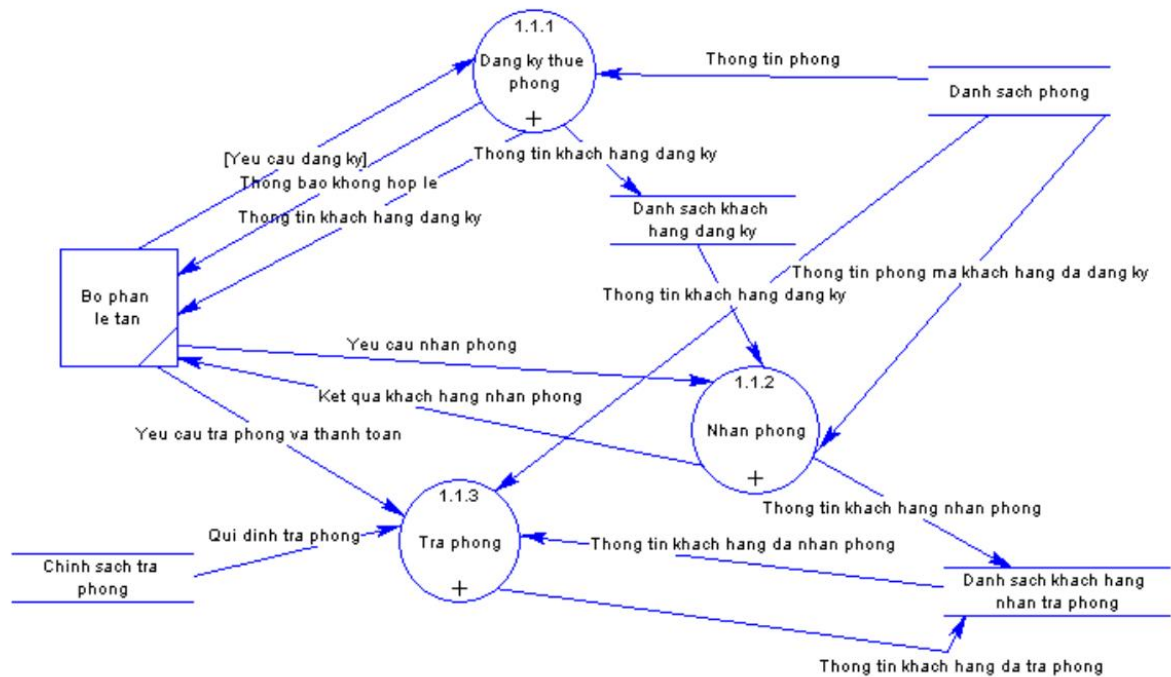 1.1.1
Dang ky thue
phong
+
Thong tin phong
Danh sach phong
[Yeu cau dang ky]
Thong tin khach hang dang ky
Thong bao khong hop le
Thong tin khach hang dang ky
Danh sach khach
hang dang ky
Bo phan
le tan
Thong tin phong ma khach hang da dang ky
Thong tin khach hang dang ky
Yeu cau nhan phong
1.1.2
Ket qua khach hang nhan phong
Nhan phong
+
Yeu cau tra phong va thanh toan
1.1.3
Thong tin khach hang nhan phong
Qui dinh tra phong
Tra phong
Thong tin khach hang da nhan phong
+
Chinh sach tra
phong
Danh sach khach hang
nhan tra phong
Thong tin khach hang da tra phong